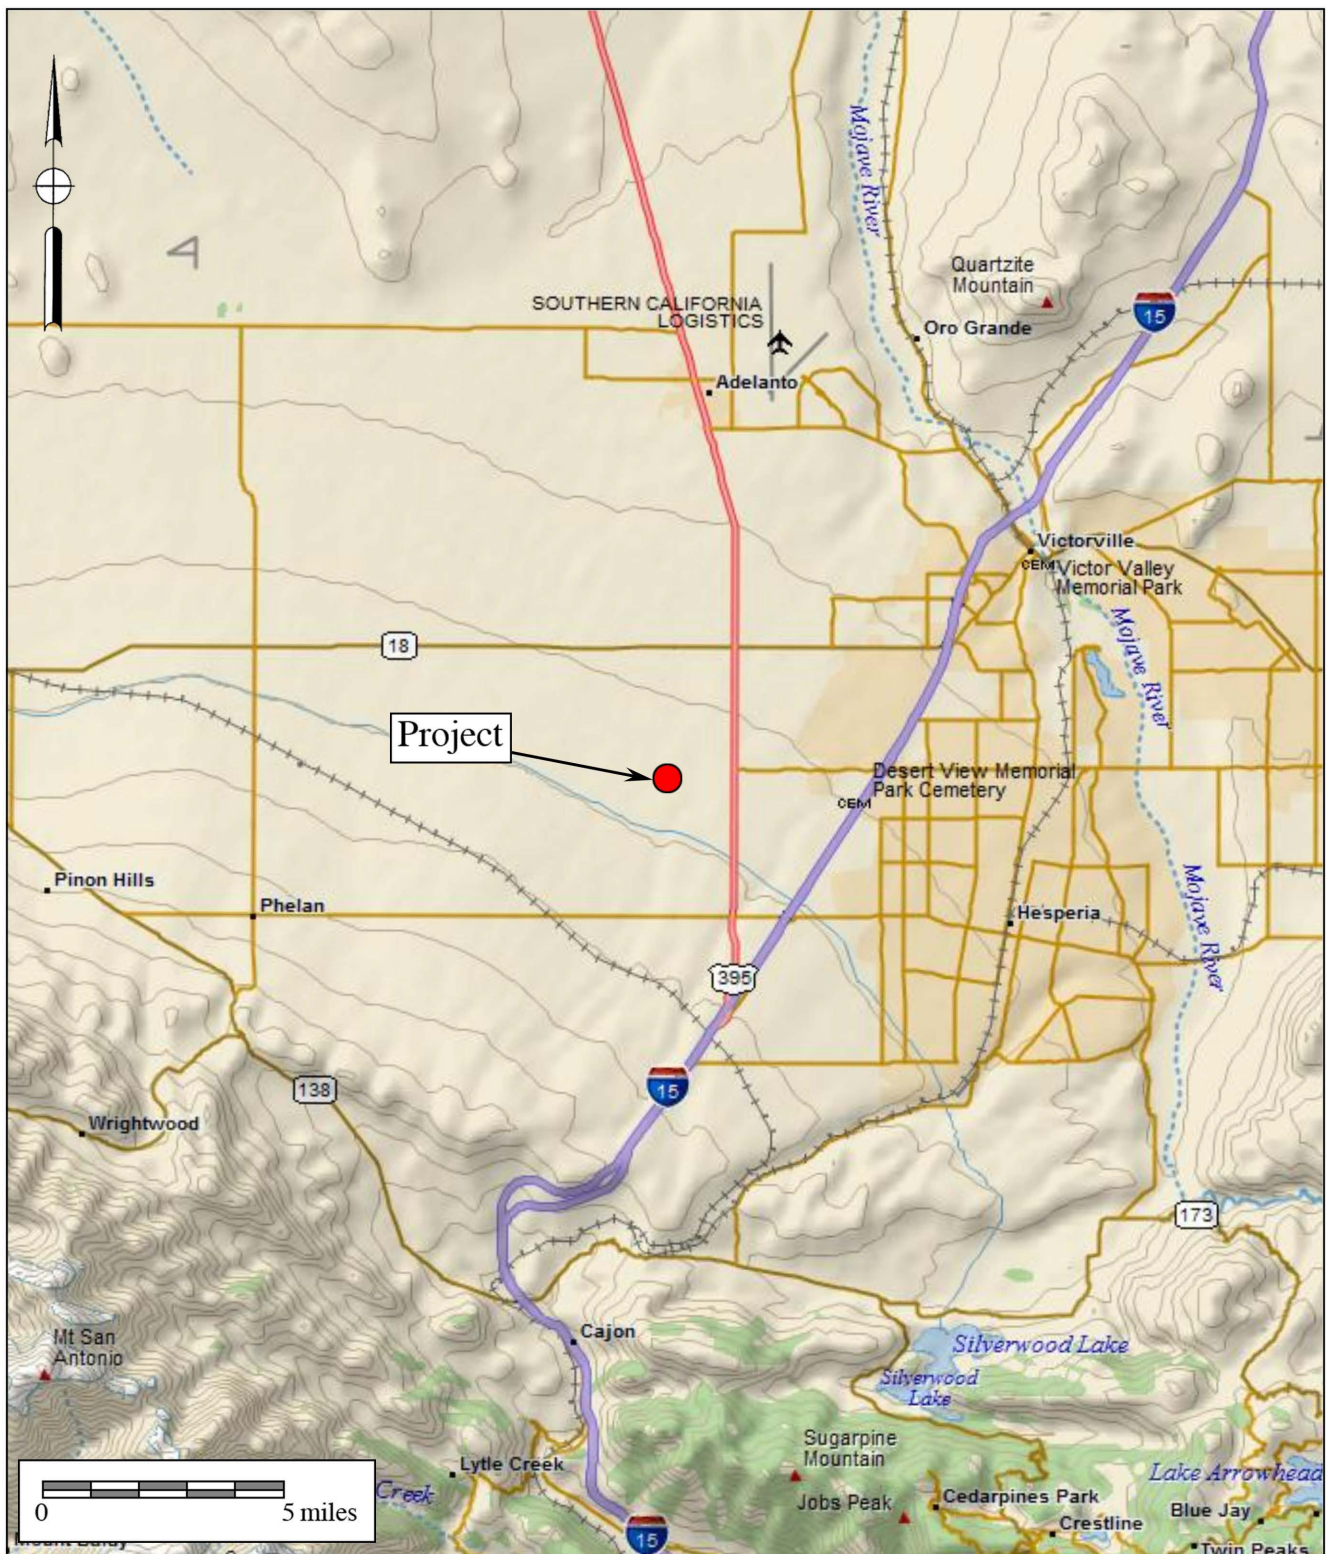 Mojave River
Quartzite
Mountain
SOUTHERN CALIFORNIA
LOGISTICS
15
Oro Grande
Adelanto
Victorville
CEM
Victor Valley
Memorial Park
Mojave River
18
Project
Desert View Memorial
Park Cemetery
CEM
Pinon Hills
Phelan
Hesperia
Mojave River
395
15
138
Wrightwood
173
Cajon
Mt San
Antonio
Silverwood Lake
Silverwood
Lake
Sugarpine
Mountain
Lytle Creek
Lake Arrowhead
Creek
Jobs Peak
Cedarpines Park
Blue Jay
Crestline
0
5 miles
15
Twin Peaks